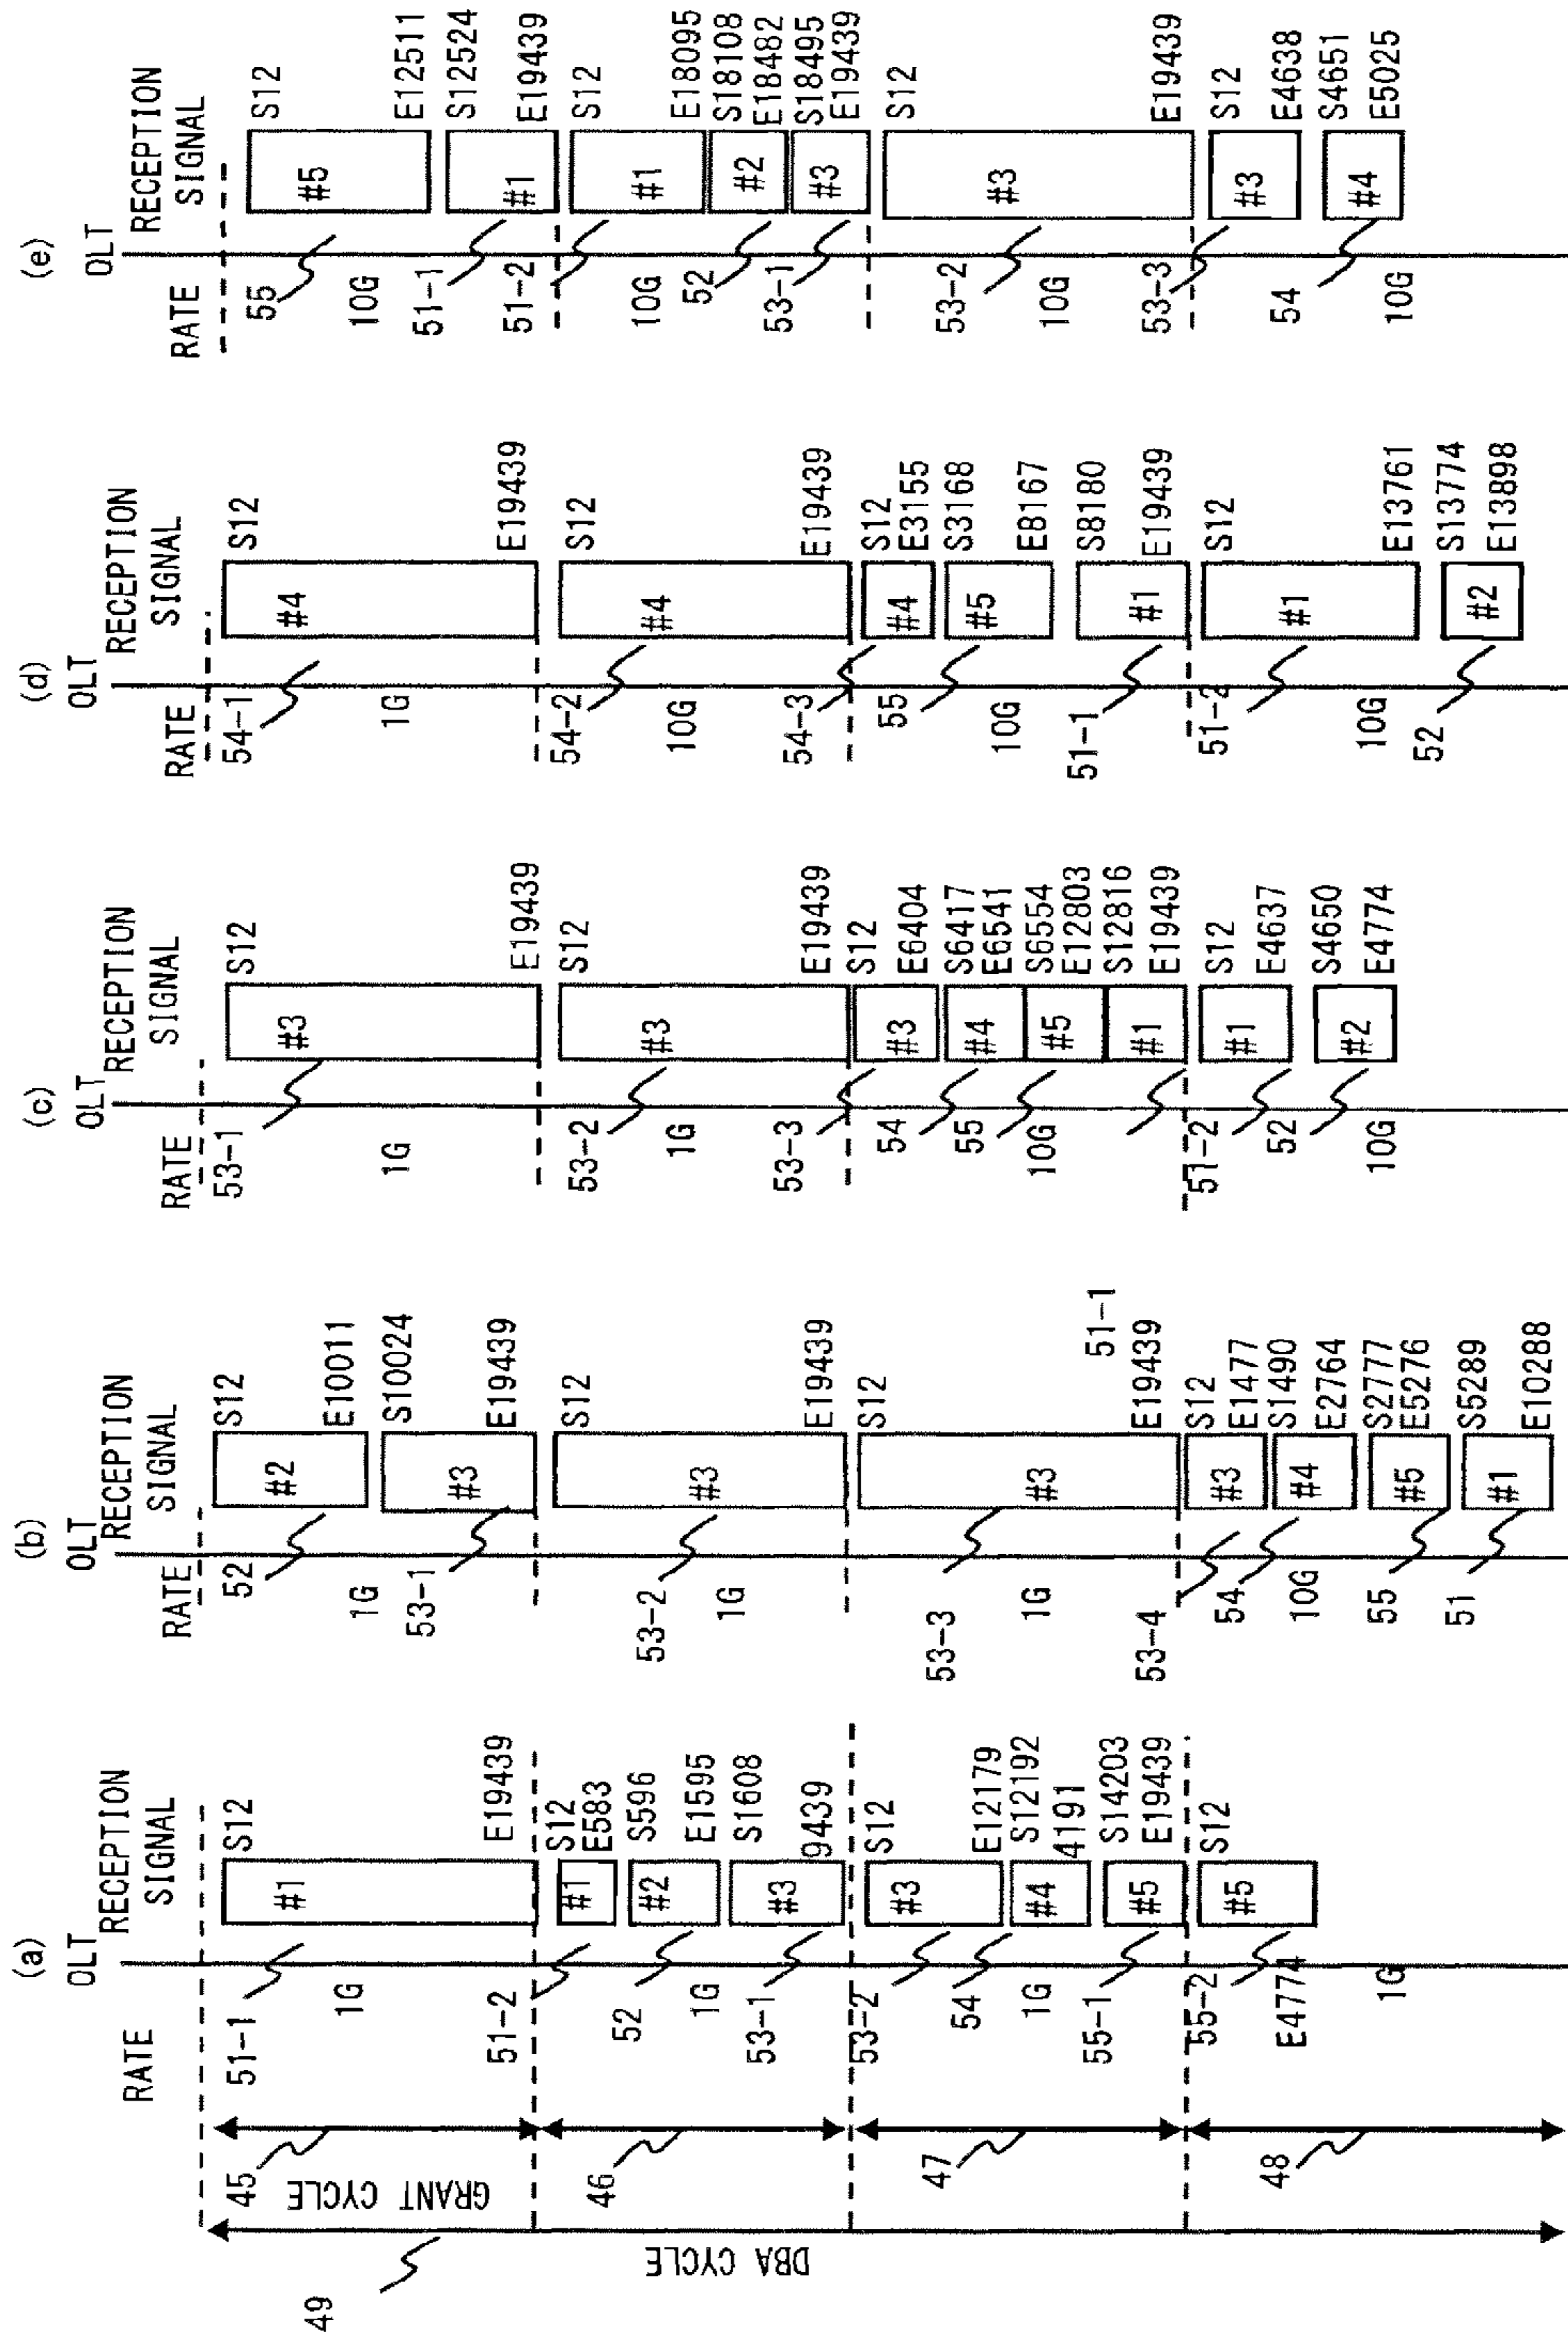 (a)
OLT
RATE
RECEPTION
SIGNAL
49
DBA CYCLE
GRANT CYCLE
45
46
47
48
51-1
1G
#1
S12
E19439
51-2
#1
S12
E583
52
1G
#2
S596
E1595
53-1
#3
S1608
9439
53-2
#3
S12
E12179
54
1G
#4
S12192
4191
55-1
#5
S14203
E19439
55-2
#5
S12
E4774
1G
(b)
OLT
RATE
RECEPTION
SIGNAL
52
1G
#2
S12
E10011
53-1
#3
S10024
E19439
53-2
1G
#3
S12
E19439
53-3
1G
#3
S12
E19439
51-1
53-4
#3
S12
E1477
54
10G
#4
S1490
E2764
55
#5
S2777
E5276
51
#1
S5289
E10288
(c)
OLT
RATE
RECEPTION
SIGNAL
53-1
1G
#3
S12
E19439
53-2
1G
#3
S12
E19439
53-3
#3
S12
E6404
54
#4
S6417
E6541
55
10G
#5
S6554
E12803
#1
S12816
E19439
51-2
#1
S12
E4637
52
10G
#2
S4650
E4774
(d)
OLT
RATE
RECEPTION
SIGNAL
54-1
1G
#4
S12
E19439
54-2
10G
#4
S12
E19439
54-3
#4
S12
E3155
55
10G
#5
S3168
E8167
51-1
#1
S8180
E19439
51-2
10G
#1
S12
E13761
52
#2
S13774
E13898
(e)
OLT
RATE
RECEPTION
SIGNAL
55
10G
#5
S12
E12511
51-1
#1
S12524
E19439
51-2
10G
#1
S12
E18095
52
#2
S18108
E18482
53-1
#3
S18495
E19439
53-2
10G
#3
S12
E19439
53-3
#3
S12
E4638
54
10G
#4
S4651
E5025